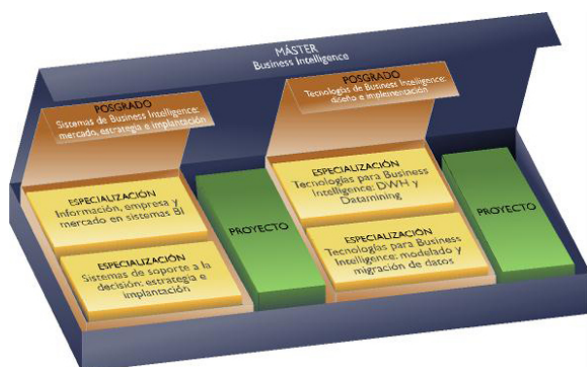 MÁSTER
Business Intelligence
POSGRADO
Sistemas de Business Intelligence:
mercado, estrategia e implantación
POSGRADO
Tecnologías de Business Intelligence:
diseño e implementación
ESPECIALIZACIÓN
Información, empresa y
mercado en sistemas BI
ESPECIALIZACIÓN
Sistemas de soporte a la
decisión: estrategia e
implantación
PROYECTO
ESPECIALIZACIÓN
Tecnologías para Business
Intelligence: DWH y
Datamining
ESPECIALIZACIÓN
Tecnologías para Business
Intelligence: modelado y
migración de datos
PROYECTO